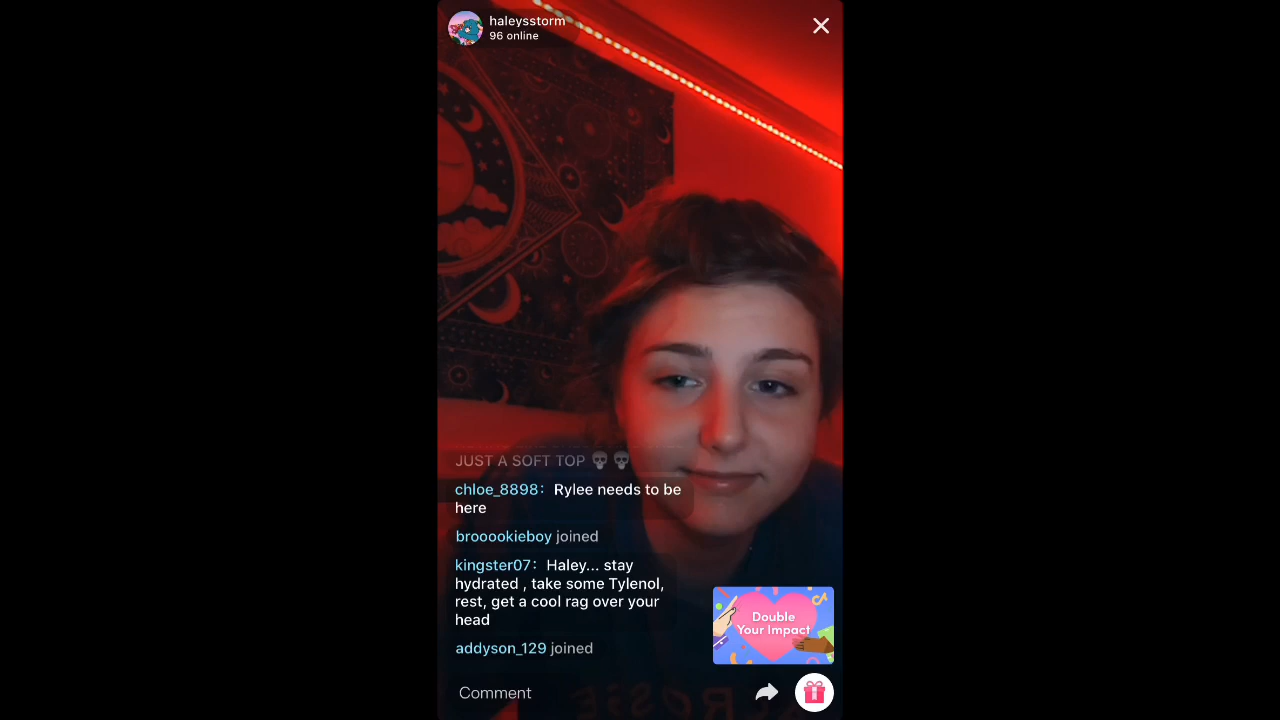 haleysstorm
96 online
JUST A SOFT TOP 💀 💀
chloe_8898: Rylee needs to be
here
brooookieboy joined
kingster07: Haley... stay
hydrated , take some Tylenol,
rest, get a cool rag over your
head
addyson_129 joined
Double
Your Impact
Comment